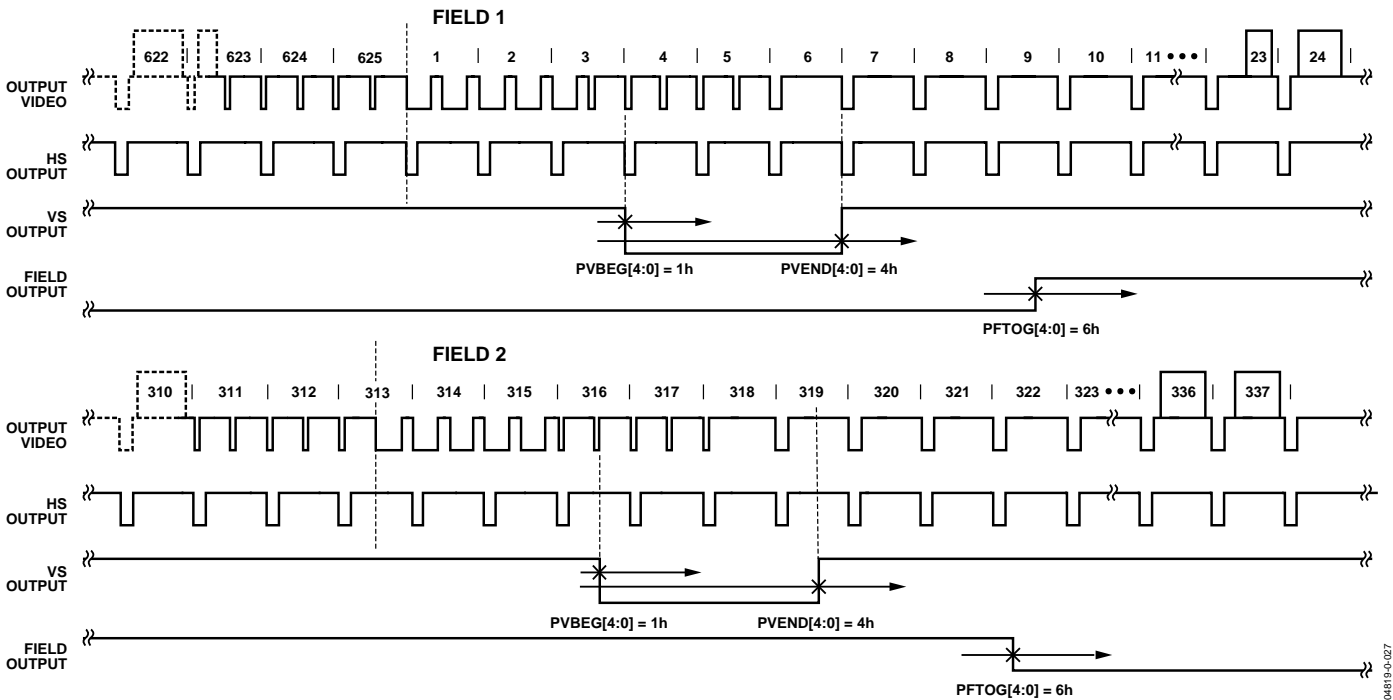 FIELD 1
622 623 624 625 1 2 3 4 5 6 7 8 9 10 11 ••• 23 24
OUTPUT
VIDEO
HS
OUTPUT
VS
OUTPUT
PVBEG[4:0] = 1h PVEND[4:0] = 4h
FIELD
OUTPUT
PFTOG[4:0] = 6h
FIELD 2
310 311 312 313 314 315 316 317 318 319 320 321 322 323 ••• 336 337
OUTPUT
VIDEO
HS
OUTPUT
VS
OUTPUT
PVBEG[4:0] = 1h PVEND[4:0] = 4h
FIELD
OUTPUT
PFTOG[4:0] = 6h
04819-0-027